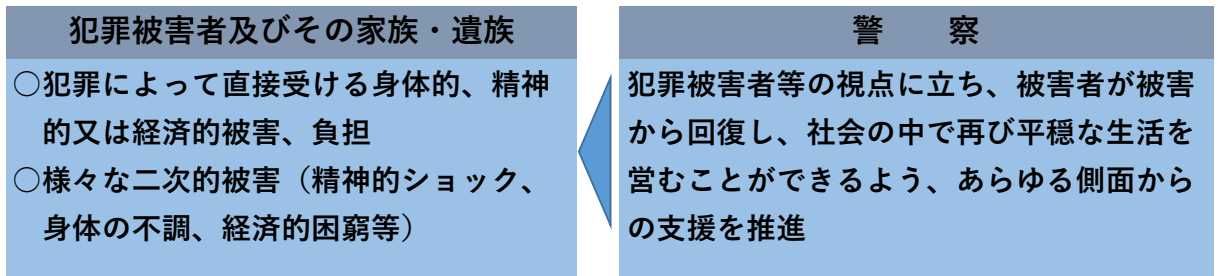 犯罪被害者及びその家族・遺族
○犯罪によって直接受ける身体的、精神
的又は経済的被害、負担
○様々な二次的被害（精神的ショック、
身体の不調、経済的困窮等）
警　　察
犯罪被害者等の視点に立ち、被害者が被害
から回復し、社会の中で再び平穏な生活を
営むことができるよう、あらゆる側面から
の支援を推進